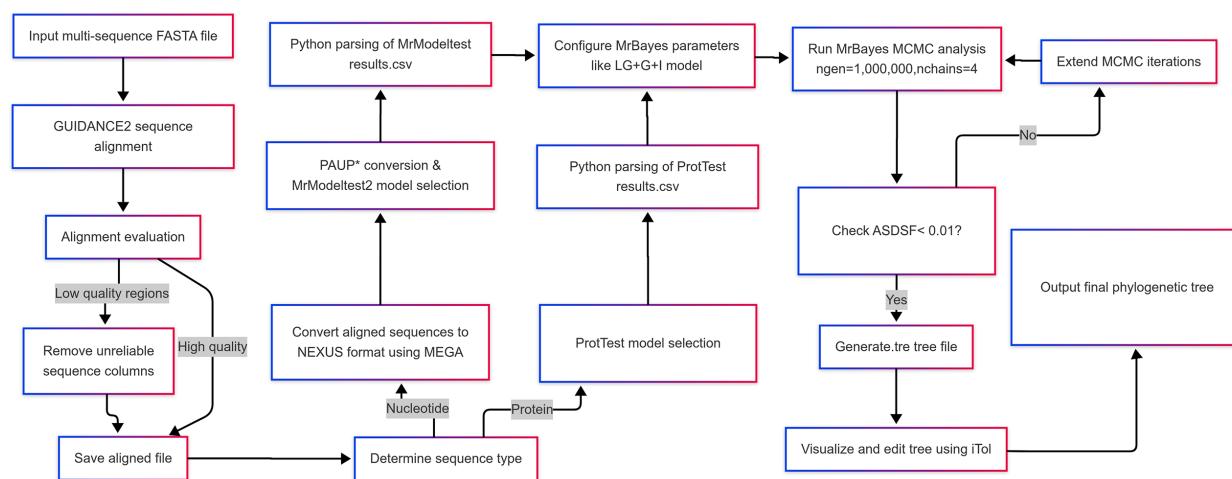 Input multi-sequence FASTA file
GUIDANCE2 sequence
alignment
Alignment evaluation
Low quality regions
High quality
Remove unreliable
sequence columns
Save aligned file
Determine sequence type
Nucleotide
Protein
Convert aligned sequences to
NEXUS format using MEGA
PAUP* conversion &
MrModeltest2 model selection
Python parsing of MrModeltest
results.csv
ProtTest model selection
Python parsing of ProtTest
results.csv
Configure MrBayes parameters
like LG+G+I model
Run MrBayes MCMC analysis
ngen=1,000,000,nchains=4
Extend MCMC iterations
No
Check ASDSF< 0.01?
Yes
Generate.tre tree file
Visualize and edit tree using iTol
Output final phylogenetic tree